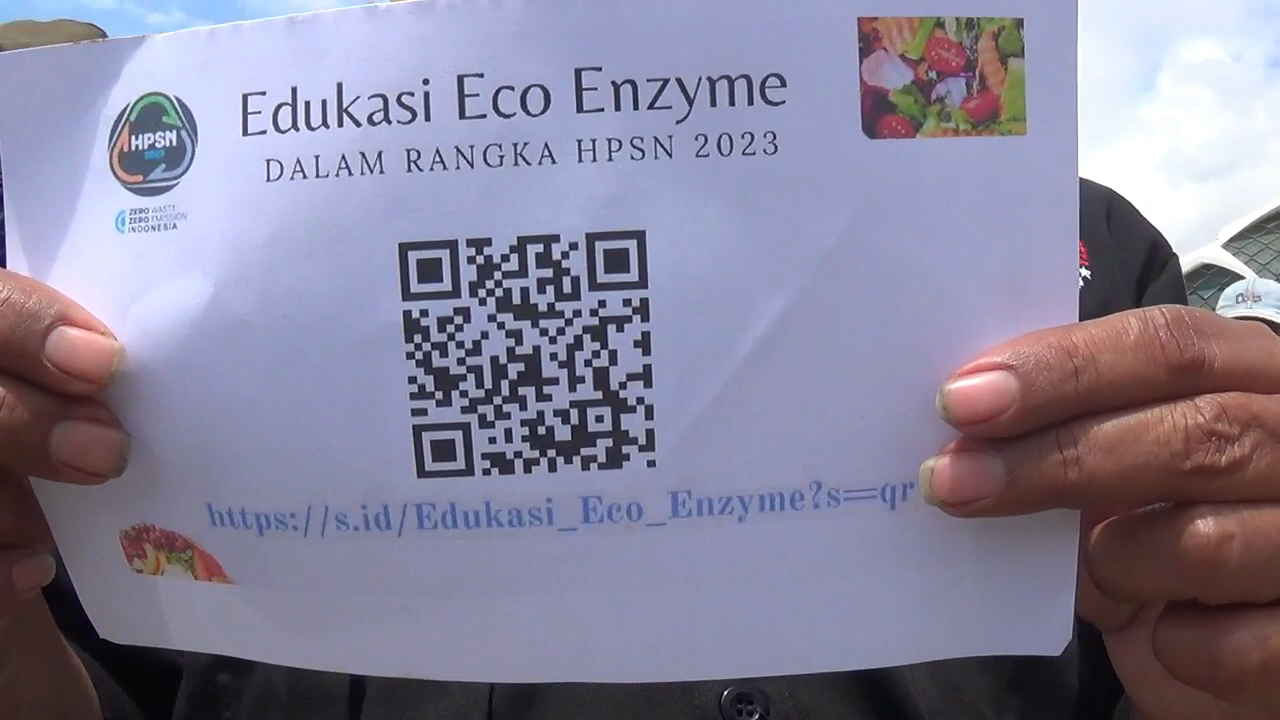 Edukasi Eco Enzyme
DALAM RANGKA HPSN 2023
HPSN
2023
ZERO WASTE
ZERO EMISSION
INDONESIA
https://s.id/Edukasi_Eco_Enzyme?s=qr